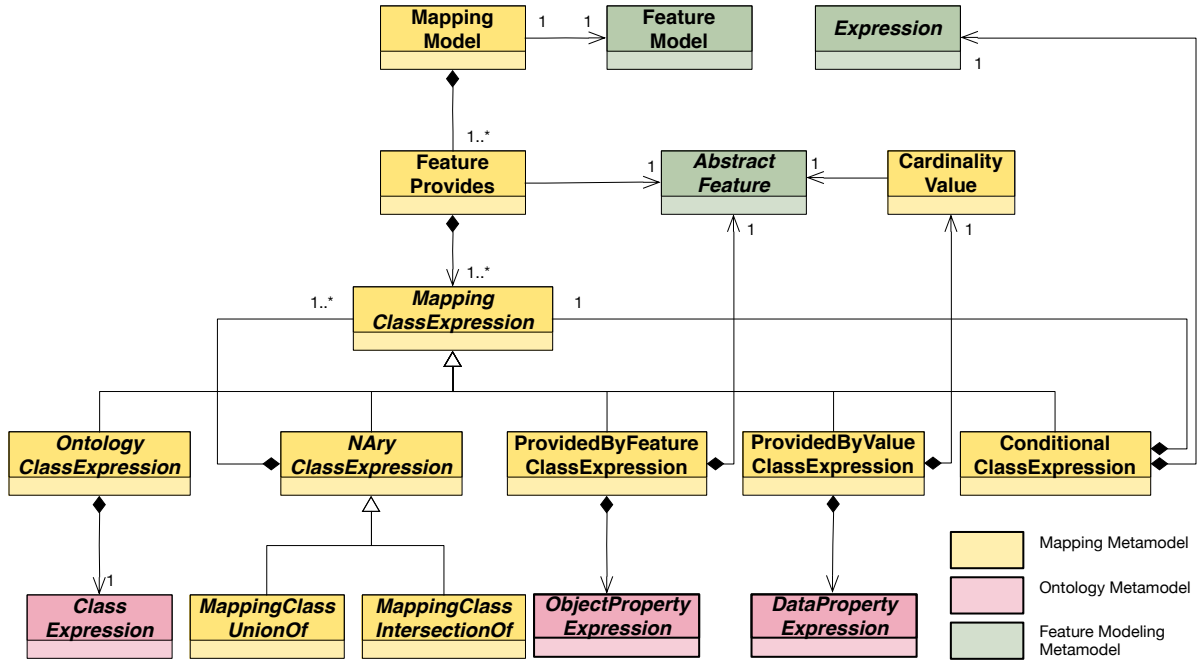 Mapping
Model
1
1
Feature
Model
Expression
1
1..*
Feature
Provides
1
Abstract
Feature
1
Cardinality
Value
1
1
1..*
1..*
Mapping
ClassExpression
1
Ontology
ClassExpression
NAry
ClassExpression
ProvidedByFeature
ClassExpression
ProvidedByValue
ClassExpression
Conditional
ClassExpression
1
Class
Expression
MappingClass
UnionOf
MappingClass
IntersectionOf
ObjectProperty
Expression
DataProperty
Expression
Mapping Metamodel
Ontology Metamodel
Feature Modeling
Metamodel